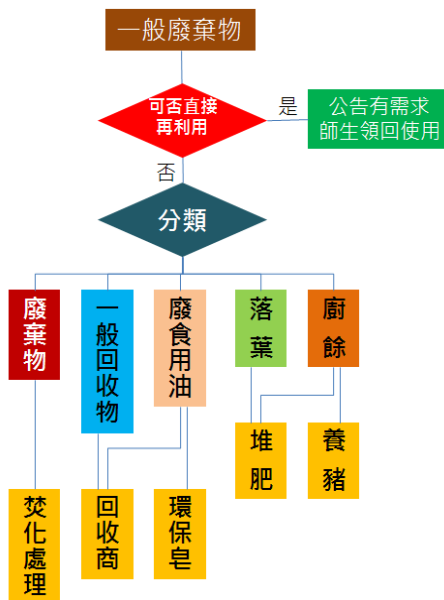 一般廢棄物
可否直接
再利用
是
公告有需求
師生領回使用
否
分類
廢棄物
一般回收物
廢食用油
落葉
廚餘
堆肥
養豬
焚化處理
回收商
環保皂